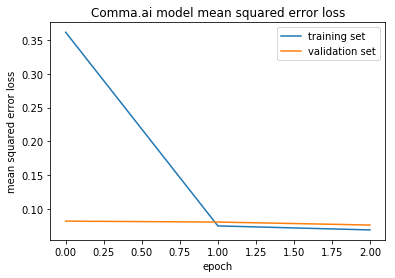 Comma.ai model mean squared error loss
training set
validation set
mean squared error loss
0.35
0.30
0.25
0.20
0.15
0.10
0.00 0.25 0.50 0.75 1.00 1.25 1.50 1.75 2.00
epoch